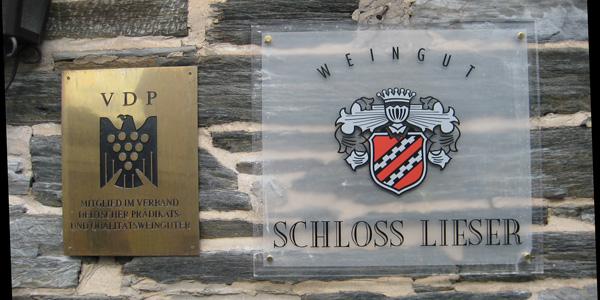 VDP
MITGLIED IM VERBAND
DEUTSCHER PRÄDIKATS-
UND QUALITÄTSWEINGÜTER
WEINGUT
SCHLOSS LIESER